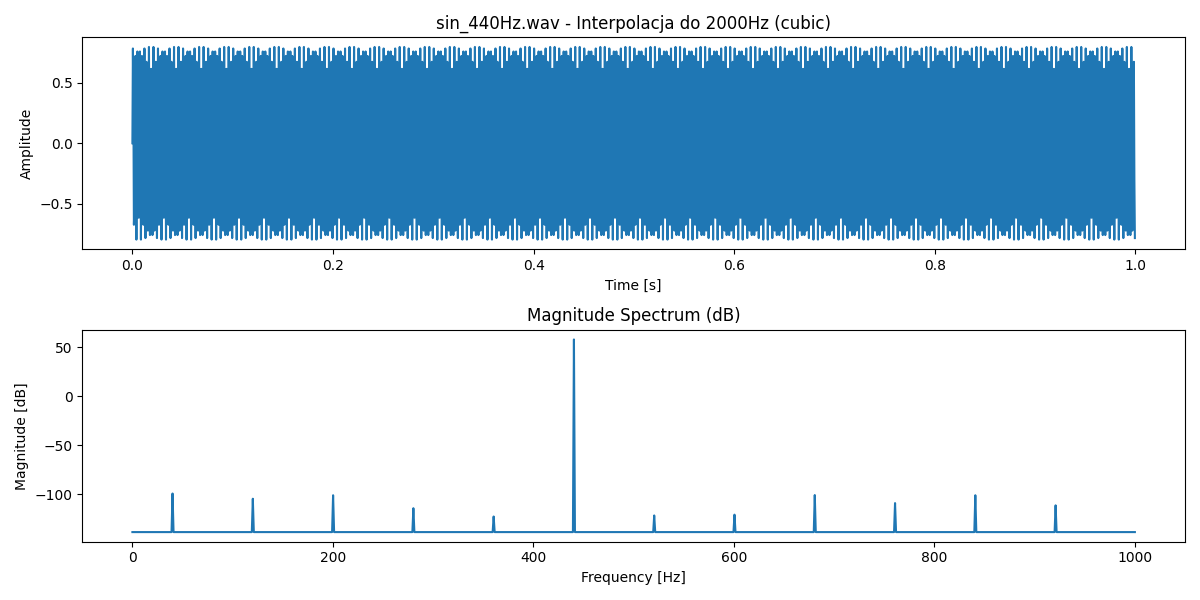 sin_440Hz.wav - Interpolacja do 2000Hz (cubic)
0.5
0.0
−0.5
Amplitude
0.0 0.2 0.4 0.6 0.8 1.0
Time [s]
Magnitude Spectrum (dB)
50
0
−50
−100
Magnitude [dB]
0 200 400 600 800 1000
Frequency [Hz]